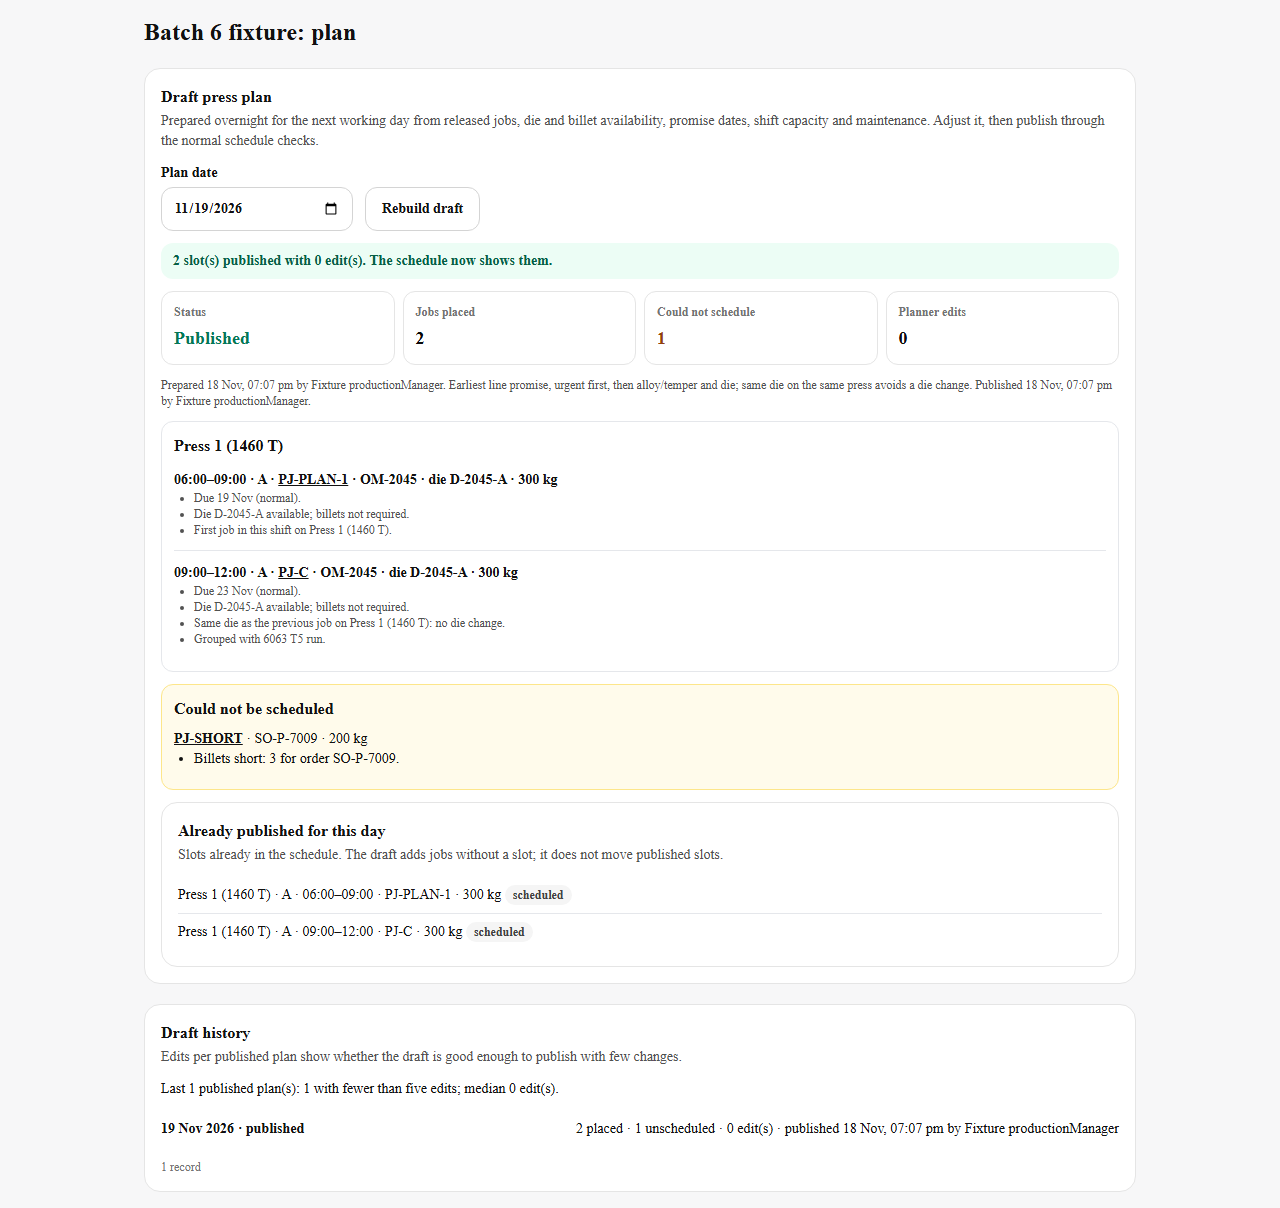 Batch 6 fixture: plan
Draft press plan
Prepared overnight for the next working day from released jobs, die and billet availability, promise dates, shift capacity and maintenance. Adjust it, then publish through
the normal schedule checks.
Plan date
11/19/2026
Rebuild draft
2 slot(s) published with 0 edit(s). The schedule now shows them.
Status
Published
Jobs placed
2
Could not schedule
1
Planner edits
0
Prepared 18 Nov, 07:07 pm by Fixture productionManager. Earliest line promise, urgent first, then alloy/temper and die; same die on the same press avoids a die change. Published 18 Nov, 07:07 pm
by Fixture productionManager.
Press 1 (1460 T)
06:00–09:00 · A · PJ-PLAN-1 · OM-2045 · die D-2045-A · 300 kg
• Due 19 Nov (normal).
• Die D-2045-A available; billets not required.
• First job in this shift on Press 1 (1460 T).
09:00–12:00 · A · PJ-C · OM-2045 · die D-2045-A · 300 kg
• Due 23 Nov (normal).
• Die D-2045-A available; billets not required.
• Same die as the previous job on Press 1 (1460 T): no die change.
• Grouped with 6063 T5 run.
Could not be scheduled
PJ-SHORT · SO-P-7009 · 200 kg
• Billets short: 3 for order SO-P-7009.
Already published for this day
Slots already in the schedule. The draft adds jobs without a slot; it does not move published slots.
Press 1 (1460 T) · A · 06:00–09:00 · PJ-PLAN-1 · 300 kg scheduled
Press 1 (1460 T) · A · 09:00–12:00 · PJ-C · 300 kg scheduled
Draft history
Edits per published plan show whether the draft is good enough to publish with few changes.
Last 1 published plan(s): 1 with fewer than five edits; median 0 edit(s).
19 Nov 2026 · published
2 placed · 1 unscheduled · 0 edit(s) · published 18 Nov, 07:07 pm by Fixture productionManager
1 record